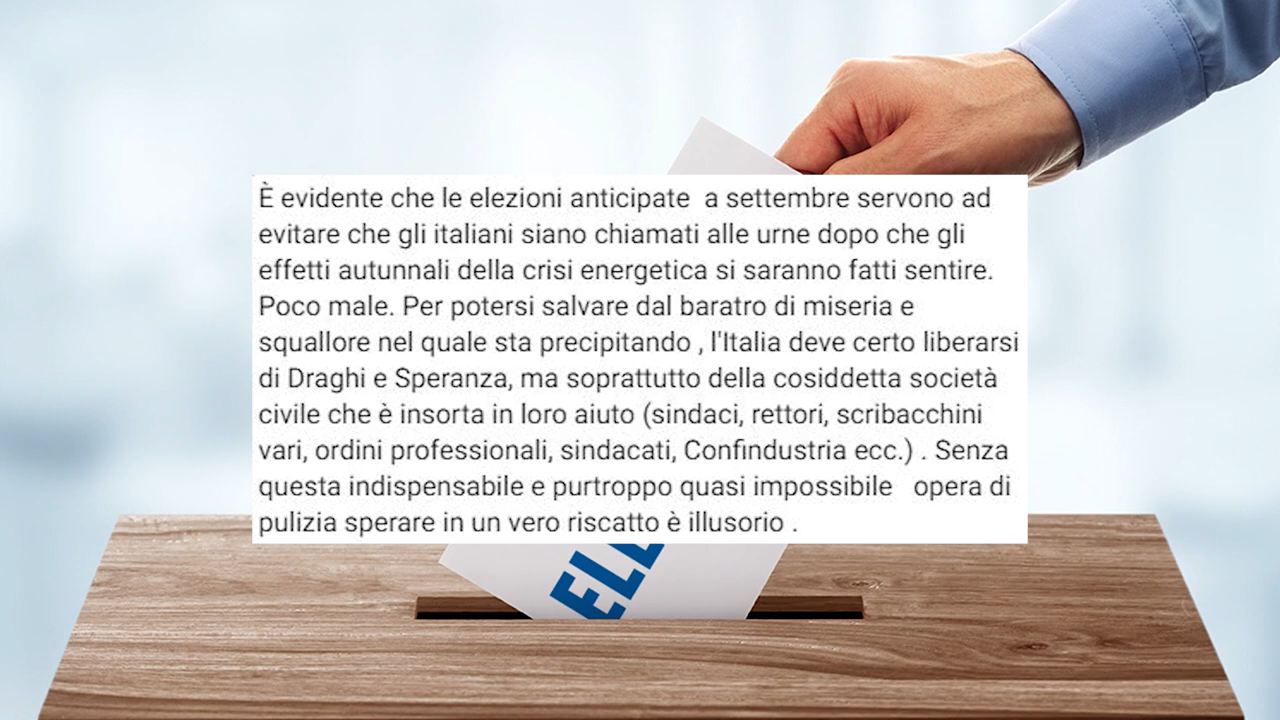 È evidente che le elezioni anticipate  a settembre servono ad
evitare che gli italiani siano chiamati alle urne dopo che gli
effetti autunnali della crisi energetica si saranno fatti sentire.
Poco male. Per potersi salvare dal baratro di miseria e
squallore nel quale sta precipitando , l'Italia deve certo liberarsi
di Draghi e Speranza, ma soprattutto della cosiddetta società
civile che è insorta in loro aiuto (sindaci, rettori, scribacchini
vari, ordini professionali, sindacati, Confindustria ecc.) . Senza
questa indispensabile e purtroppo quasi impossibile   opera di
pulizia sperare in un vero riscatto è illusorio .